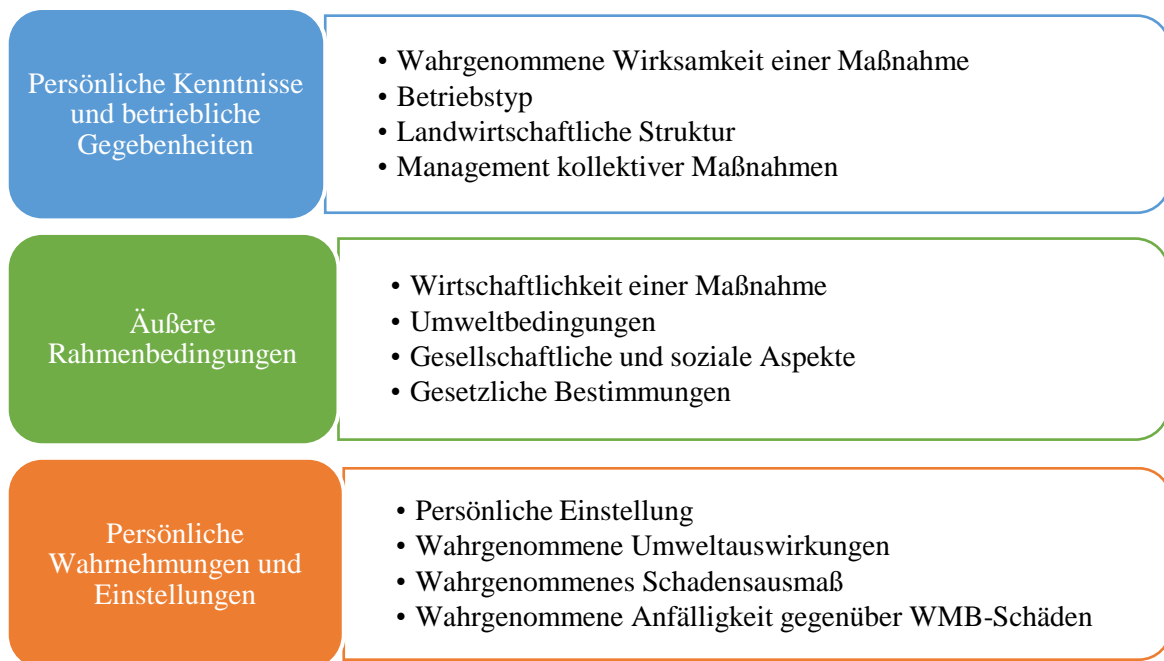 Persönliche Kenntnisse
und betriebliche
Gegebenheiten
• Wahrgenommene Wirksamkeit einer Maßnahme
• Betriebstyp
• Landwirtschaftliche Struktur
• Management kollektiver Maßnahmen
Äußere
Rahmenbedingungen
• Wirtschaftlichkeit einer Maßnahme
• Umweltbedingungen
• Gesellschaftliche und soziale Aspekte
• Gesetzliche Bestimmungen
Persönliche
Wahrnehmungen und
Einstellungen
• Persönliche Einstellung
• Wahrgenommene Umweltauswirkungen
• Wahrgenommenes Schadensausmaß
• Wahrgenommene Anfälligkeit gegenüber WMB-Schäden